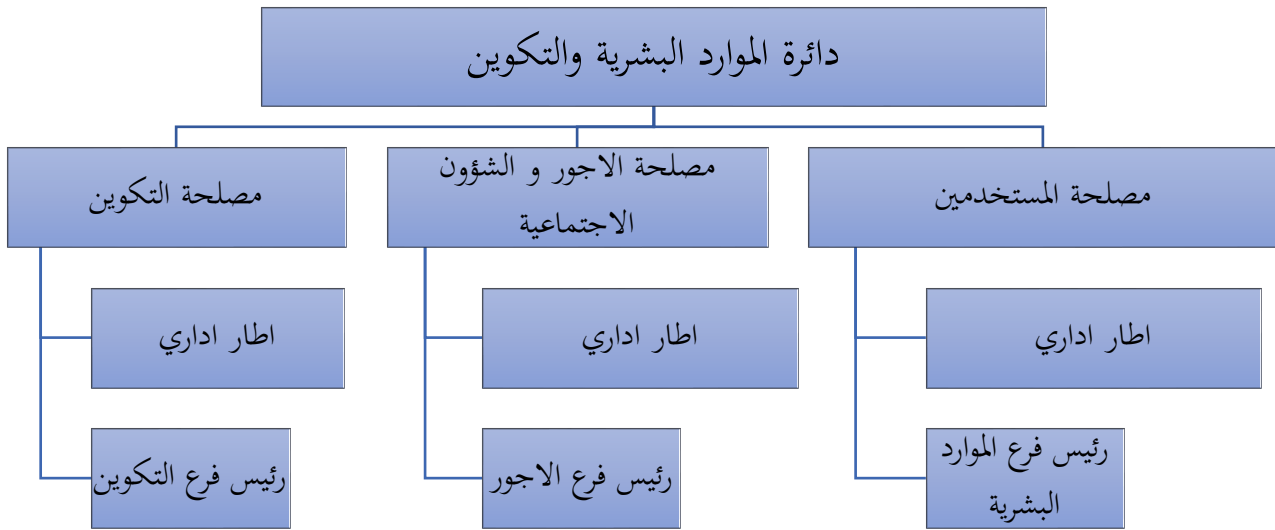 دائرة الموارد البشرية والتكوين
مصلحة المستخدمين
مصلحة الاجور و الشؤون
الاجتماعية
مصلحة التكوين
اطار اداري
اطار اداري
اطار اداري
رئيس فرع الموارد
البشرية
رئيس فرع الاجور
رئيس فرع التكوين